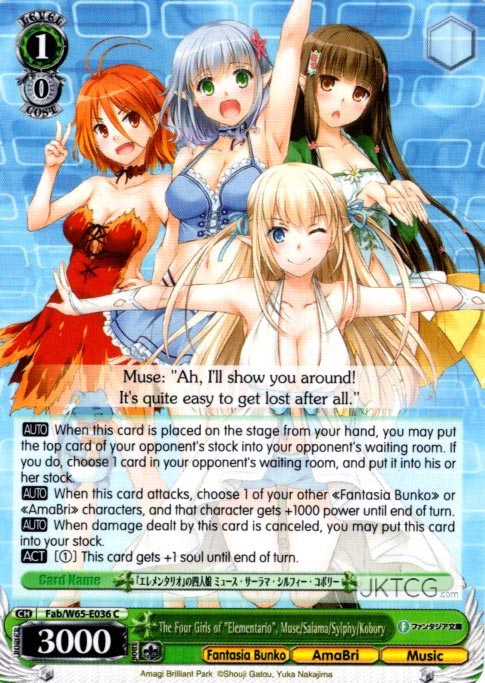 LEVEL
1
0
COST
Muse: "Ah, I'll show you around!
It's quite easy to get lost after all."
AUTO When this card is placed on the stage from your hand, you may put
the top card of your opponent's stock into your opponent's waiting room. If
you do, choose 1 card in your opponent's waiting room, and put it into his or
her stock.
AUTO When this card attacks, choose 1 of your other «Fantasia Bunko» or
«AmaBri» characters, and that character gets +1000 power until end of turn.
AUTO When damage dealt by this card is canceled, you may put this card
into your stock.
ACT [①] This card gets +1 soul until end of turn.
Card Name 「エレメンタリオ」の四人娘 ミュース・サーラマ・シルフィー・コボリー
JKTCG.com
CH Fab/W65-E036 C
POWER 3000 SOUL The Four Girls of "Elementario", Muse/Salama/Sylphy/Kobory ファンタジア文庫
Fantasia Bunko AmaBri Music
Amagi Brilliant Park ©Shouji Gatou, Yuka Nakajima